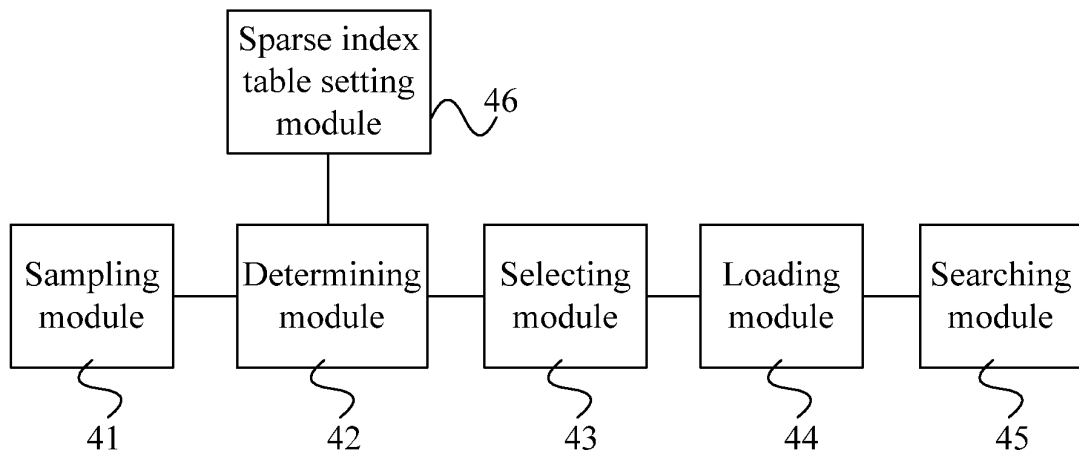 Sparse index
table setting
module
46
Sampling
module
Determining
module
Selecting
module
Loading
module
Searching
module
41
42
43
44
45